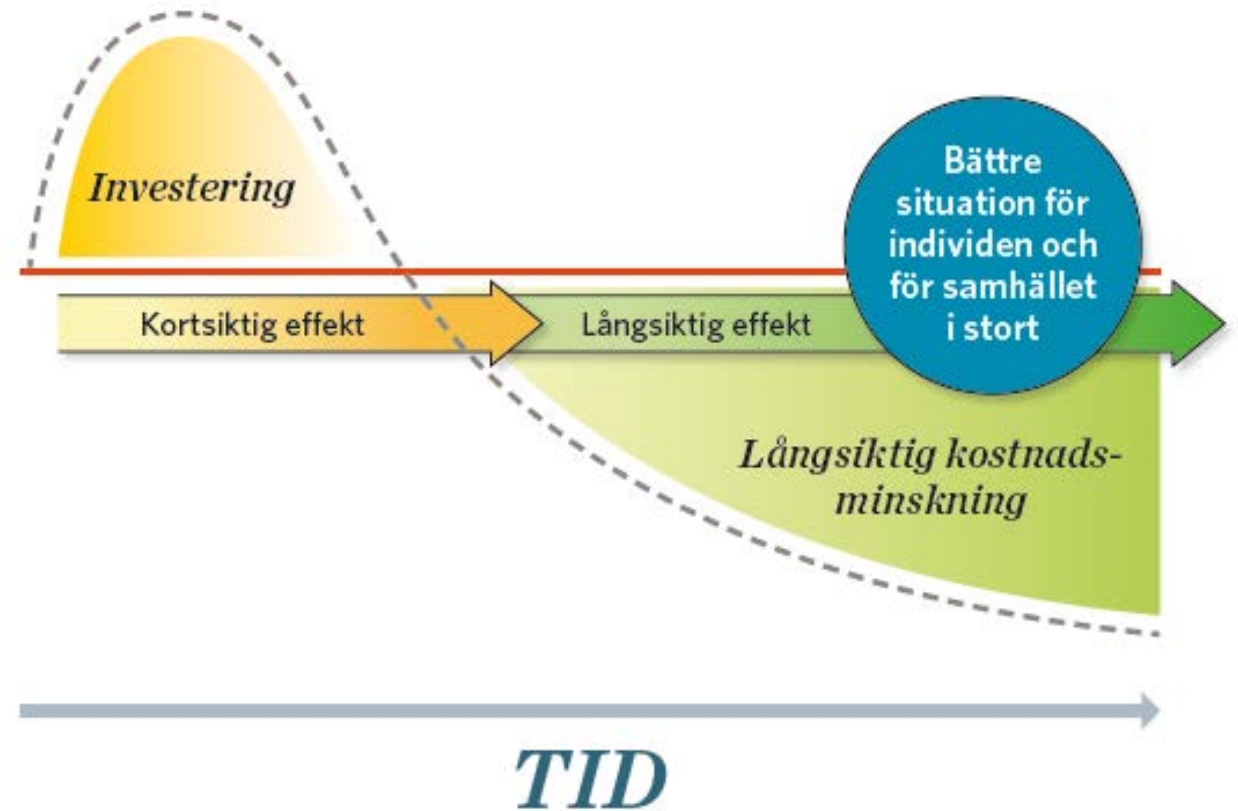 Investering
Bättre
situation för
individen och
för samhället
i stort
Kortsiktig effekt
Långsiktig effekt
Långsiktig kostnads-
minskning
TID